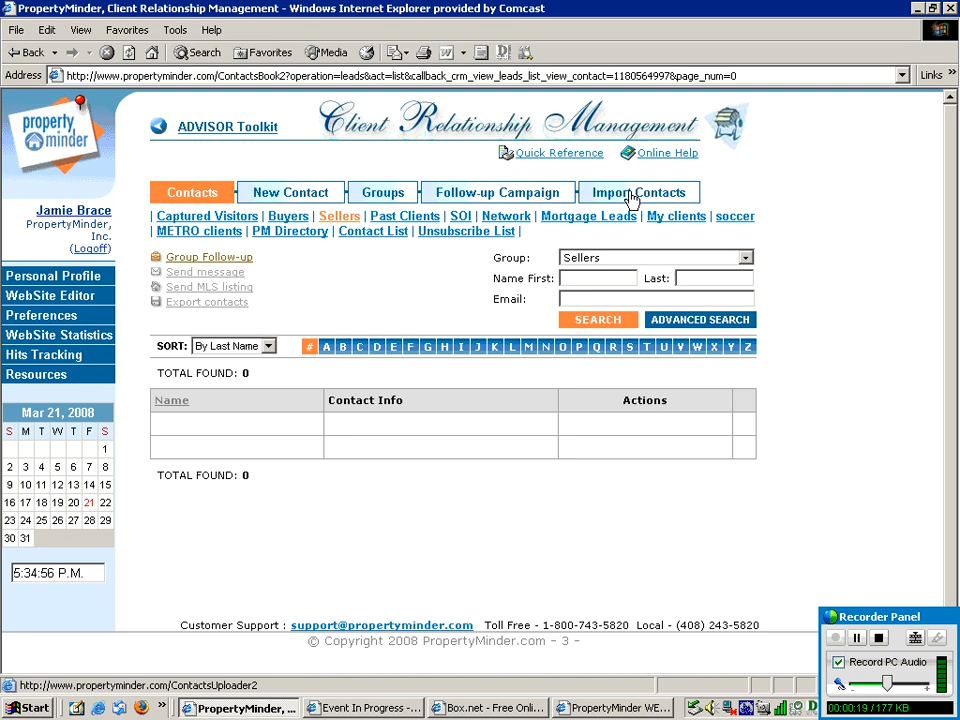 PropertyMinder, Client Relationship Management - Windows Internet Explorer provided by Comcast
File Edit View Favorites Tools Help
Back Search Favorites Media
Address http://www.propertyminder.com/ContactsBook2?operation=leads&act=list&callback_crm_view_leads_list_view_contact=1180564997&page_num=0 Links »
property minder
ADVISOR Toolkit
Client Relationship Management
Quick Reference Online Help
Contacts New Contact Groups Follow-up Campaign Import Contacts
| Captured Visitors | Buyers | Sellers | Past Clients | SOI | Network | Mortgage Leads | My clients | soccer
| METRO clients | PM Directory | Contact List | Unsubscribe List |
Jamie Brace
PropertyMinder, Inc.
(Logoff)
Personal Profile
WebSite Editor
Preferences
WebSite Statistics
Hits Tracking
Resources
Group Follow-up
Send message
Send MLS listing
Export contacts
Group: Sellers
Name First: Last:
Email:
SEARCH ADVANCED SEARCH
SORT: By Last Name # A B C D E F G H I J K L M N O P Q R S T U V W X Y Z
TOTAL FOUND: 0
Name Contact Info Actions
TOTAL FOUND: 0
Mar 21, 2008
S M T W T F S
1
2 3 4 5 6 7 8
9 10 11 12 13 14 15
16 17 18 19 20 21 22
23 24 25 26 27 28 29
30 31
5:34:56 P.M.
Customer Support : support@propertyminder.com Toll Free - 1-800-743-5820 Local - (408) 243-5820
© Copyright 2008 PropertyMinder.com - 3 -
Recorder Panel
Record PC Audio
00:00:19 / 177 KB
http://www.propertyminder.com/ContactsUploader2
Start » PropertyMinder, ... Event In Progress -... Box.net - Free Onli... PropertyMinder WE...